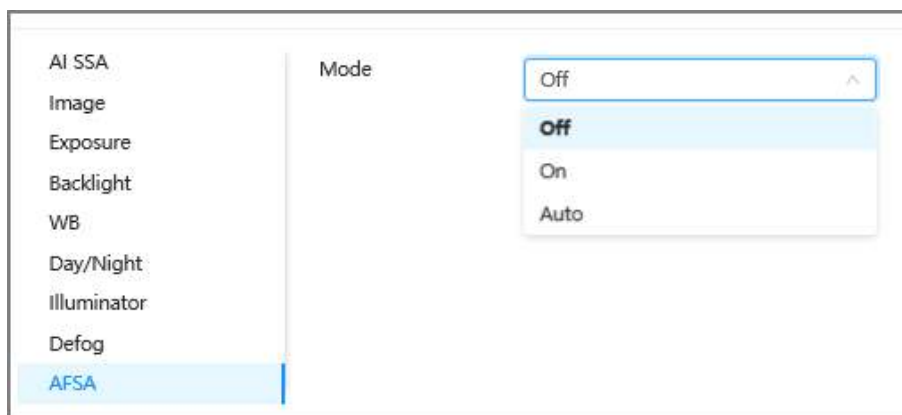 AI SSA
Image
Exposure
Backlight
WB
Day/Night
Illuminator
Defog
AFSA
Mode
Off
Off
On
Auto